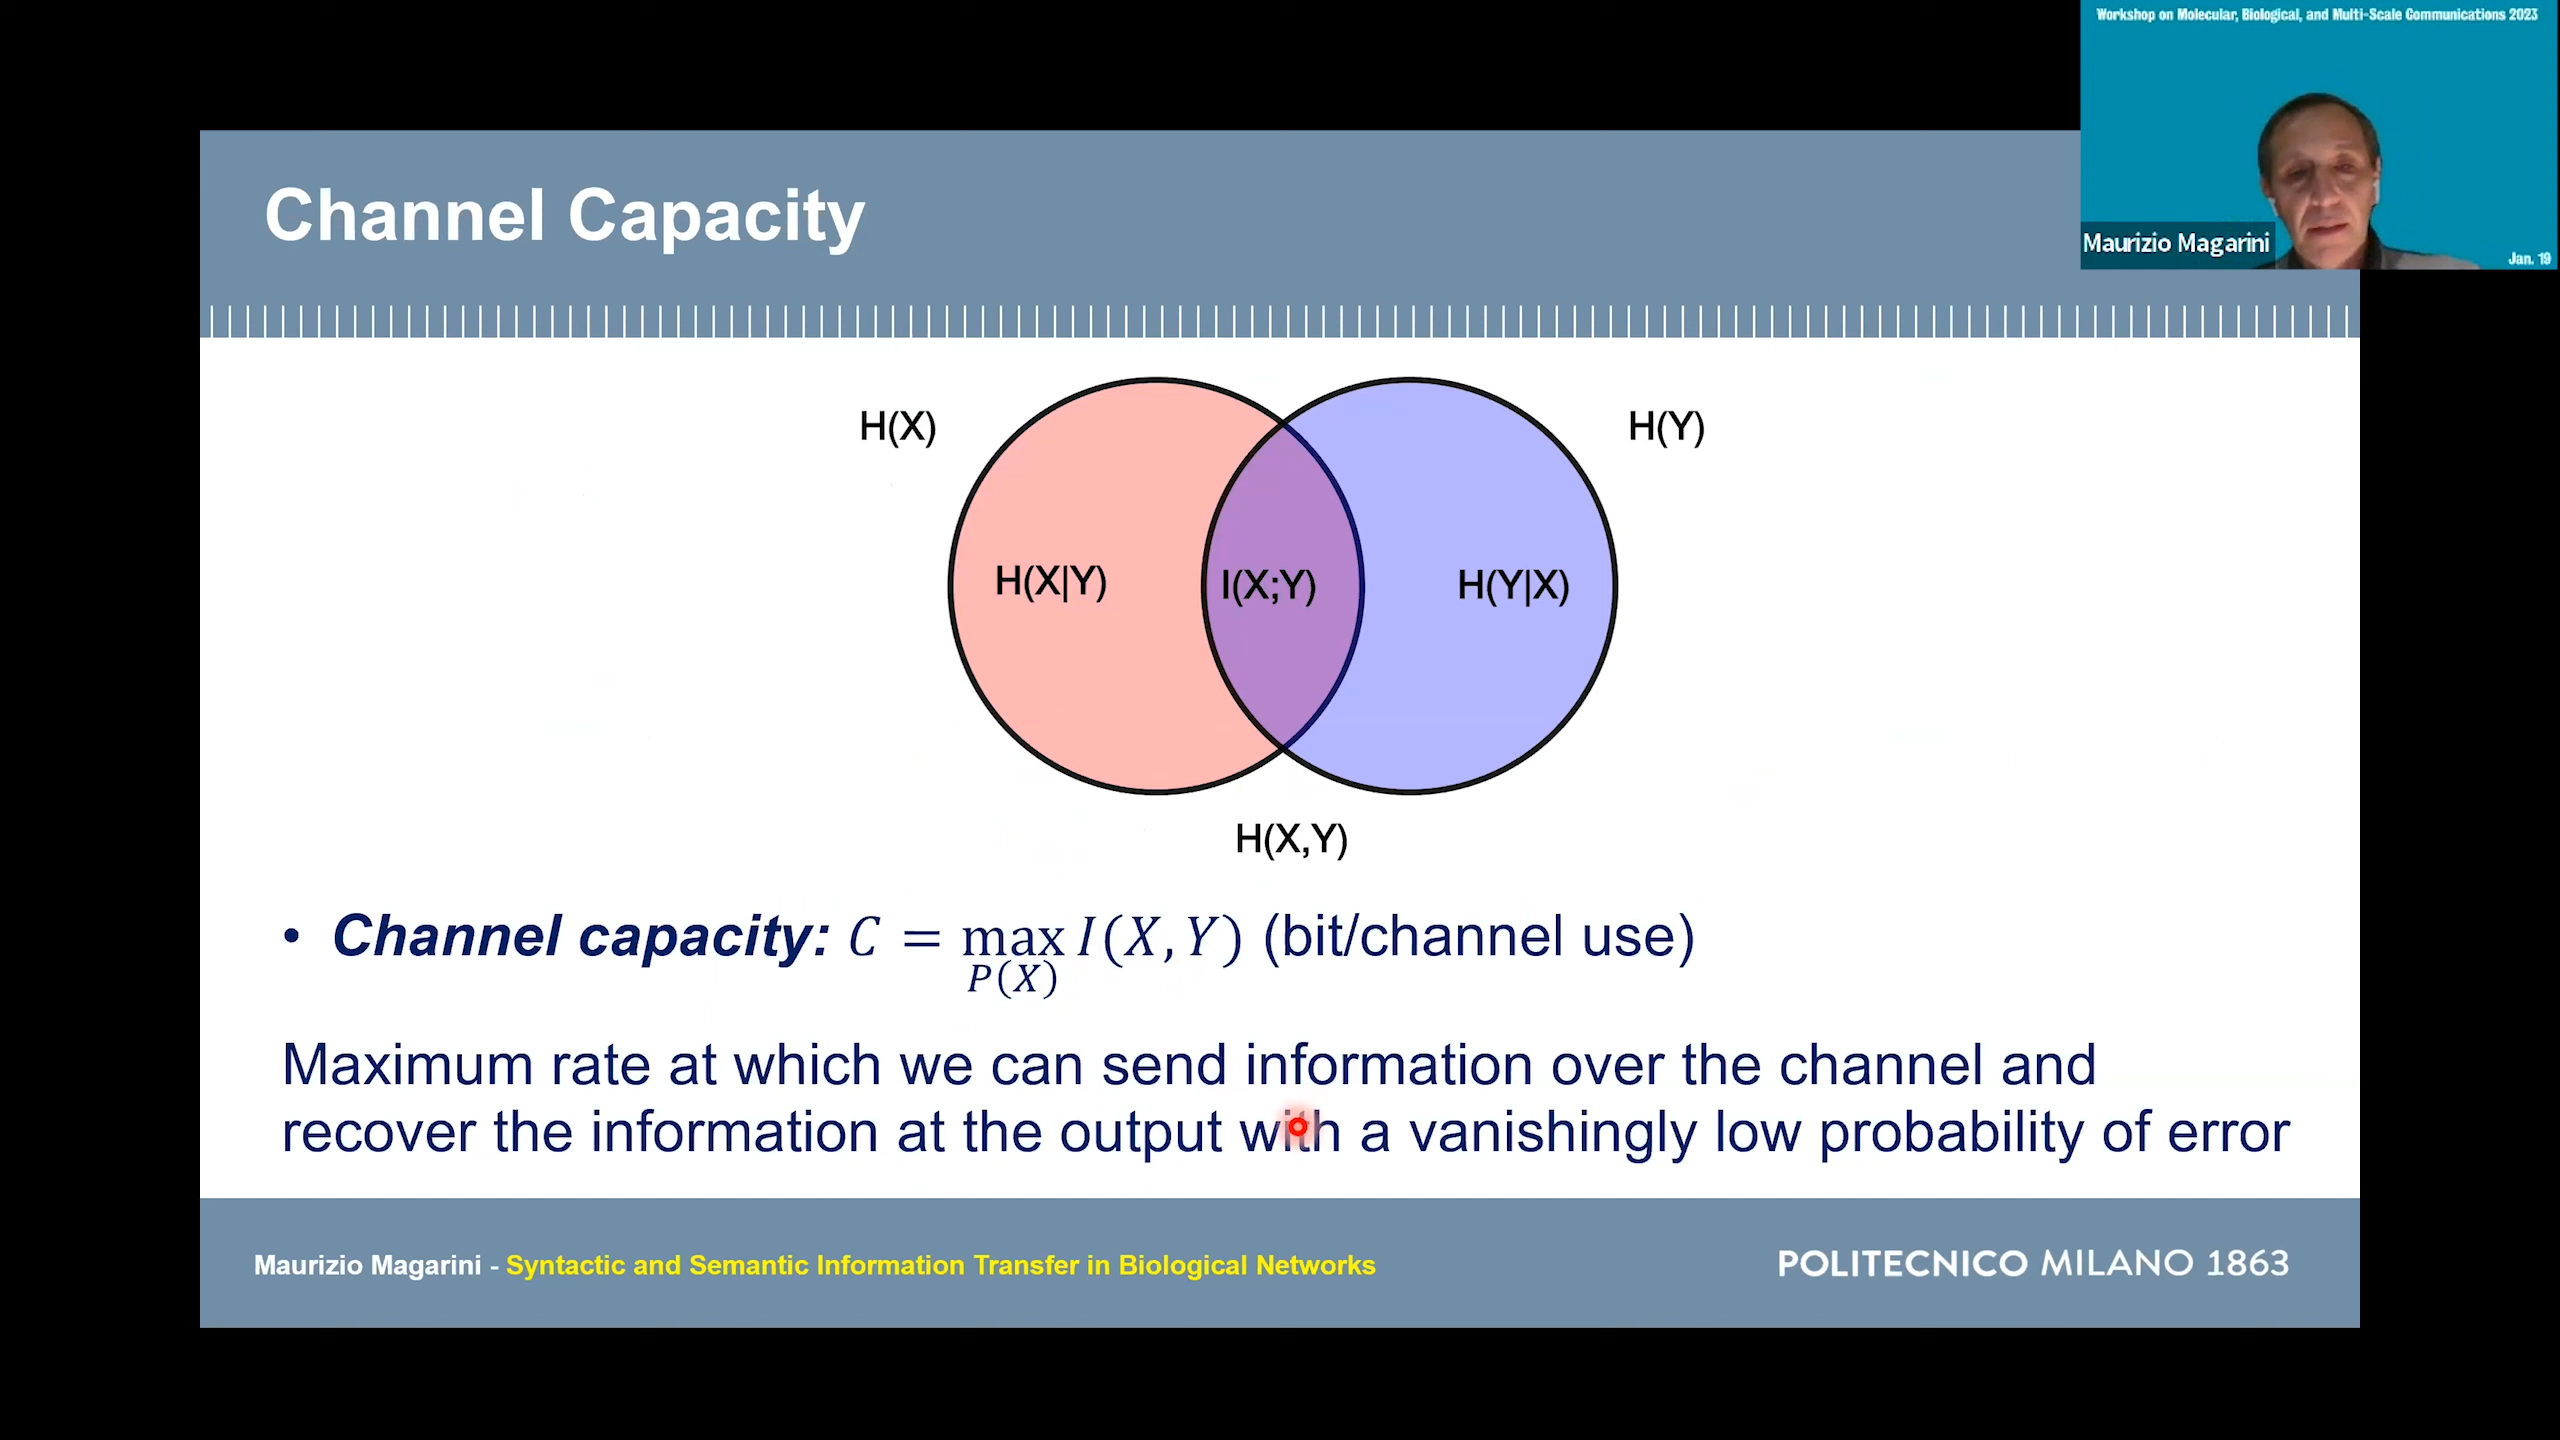 Workshop on Molecular, Biological, and Multi-Scale Communications 2023
Maurizio Magarini
Jan. 19
Channel Capacity
H(X)
H(Y)
H(X|Y)
I(X;Y)
H(Y|X)
H(X,Y)
• Channel capacity: C = max I(X, Y) (bit/channel use)
P(X)
Maximum rate at which we can send information over the channel and
recover the information at the output with a vanishingly low probability of error
Maurizio Magarini - Syntactic and Semantic Information Transfer in Biological Networks
POLITECNICO MILANO 1863